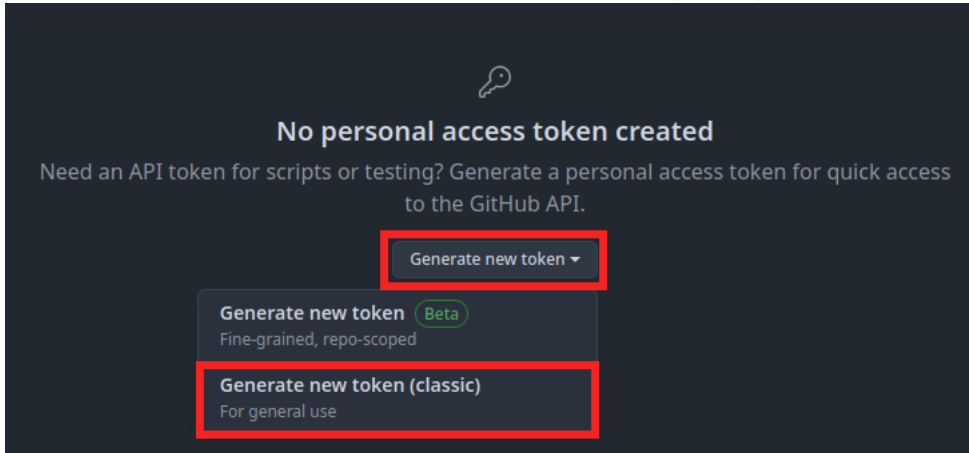 No personal access token created
Need an API token for scripts or testing? Generate a personal access token for quick access
to the GitHub API.
Generate new token
Generate new token Beta
Fine-grained, repo-scoped
Generate new token (classic)
For general use